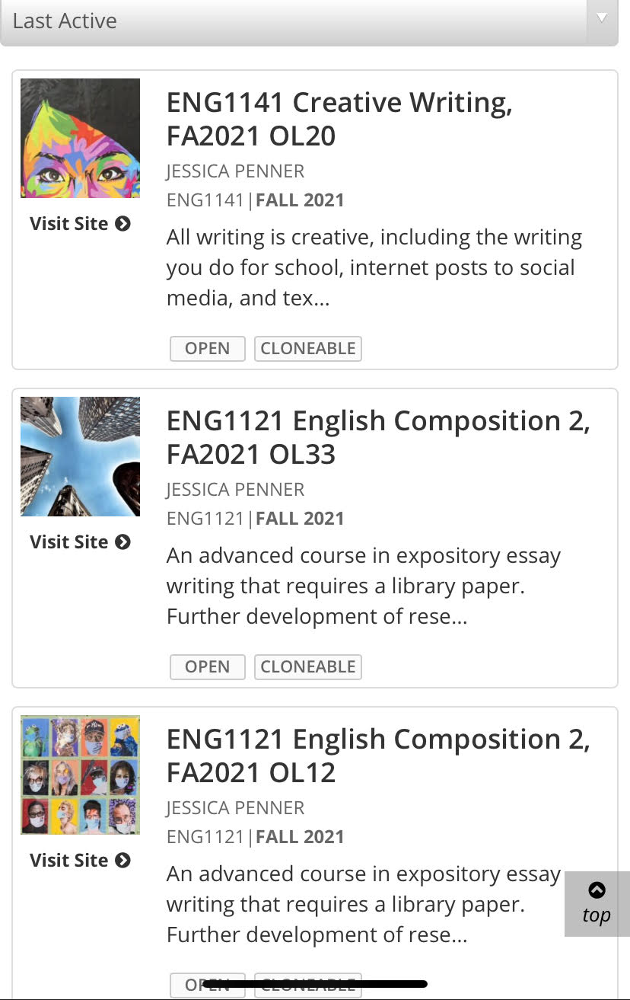 Last Active
ENG1141 Creative Writing,
FA2021 OL20
JESSICA PENNER
ENG1141|FALL 2021
Visit Site
All writing is creative, including the writing
you do for school, internet posts to social
media, and tex...
OPEN CLONEABLE
ENG1121 English Composition 2,
FA2021 OL33
JESSICA PENNER
ENG1121|FALL 2021
Visit Site
An advanced course in expository essay
writing that requires a library paper.
Further development of rese...
OPEN CLONEABLE
ENG1121 English Composition 2,
FA2021 OL12
JESSICA PENNER
ENG1121|FALL 2021
Visit Site
An advanced course in expository essay
writing that requires a library paper.
Further development of rese...
top
OPEN CLONEABLE